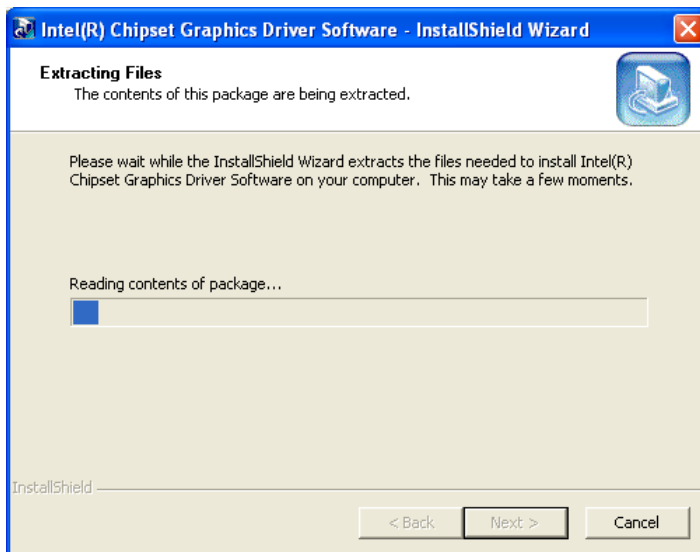 Intel(R) Chipset Graphics Driver Software - InstallShield Wizard
Extracting Files
The contents of this package are being extracted.
Please wait while the InstallShield Wizard extracts the files needed to install Intel(R)
Chipset Graphics Driver Software on your computer.  This may take a few moments.
Reading contents of package...
InstallShield
< Back
Next >
Cancel